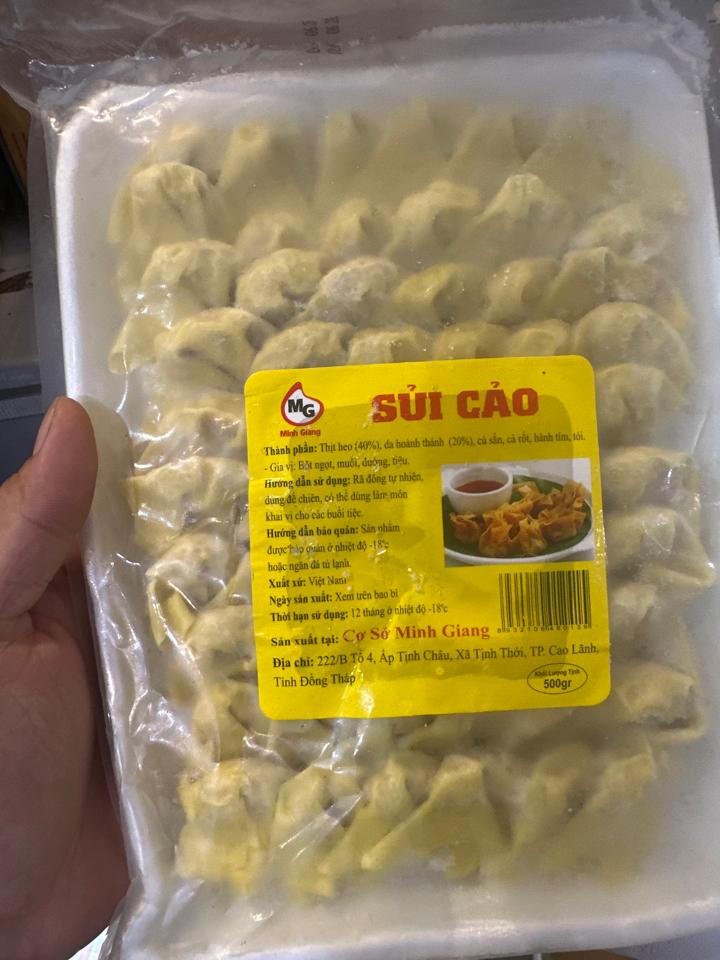 MG
Minh Giang
SỦI CẢO
Thành phần: Thịt heo (40%), da hoành thánh (20%), củ sắn, cà rốt, hành tím, tỏi.
- Gia vị: Bột ngọt, muối, đường, tiêu.
Hướng dẫn sử dụng: Rã đông tự nhiên,
dùng để chiên, có thể dùng làm món
khai vị cho các buổi tiệc.
Hướng dẫn bảo quản: Sản phẩm
được bảo quản ở nhiệt độ -18°c
hoặc ngăn đá tủ lạnh.
Xuất xứ: Việt Nam
Ngày sản xuất: Xem trên bao bì
Thời hạn sử dụng: 12 tháng ở nhiệt độ -18°c
Sản xuất tại: Cơ Sở Minh Giang
Địa chỉ: 222/B Tổ 4, Ấp Tịnh Châu, Xã Tịnh Thới, TP. Cao Lãnh,
Tỉnh Đồng Tháp
Khối Lượng Tịnh
500gr